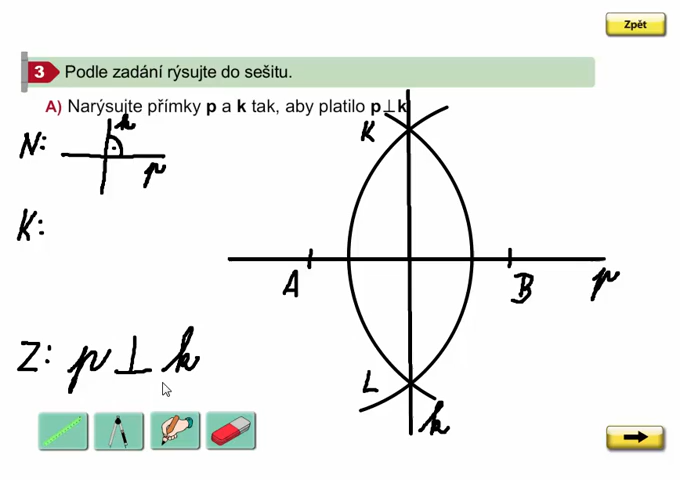 Zpět
3 Podle zadání rýsujte do sešitu.
A) Narýsujte přímky p a k tak, aby platilo p⊥k
N:
k
p
K:
Z: p ⊥ k
K
A
B
p
L
k